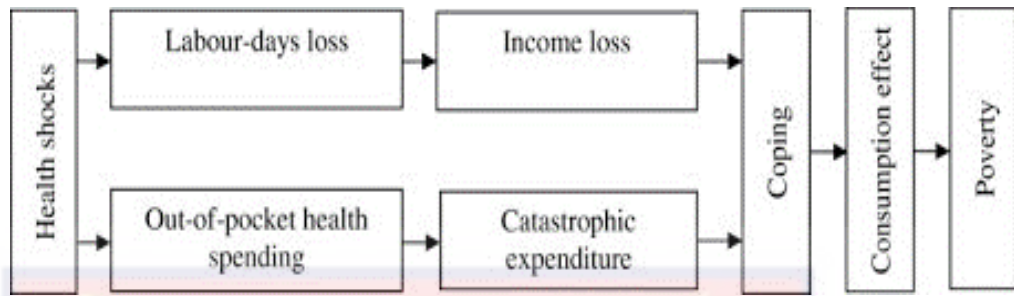 Health shocks
Labour-days loss
Income loss
Out-of-pocket health
spending
Catastrophic
expenditure
Coping
Consumption effect
Poverty